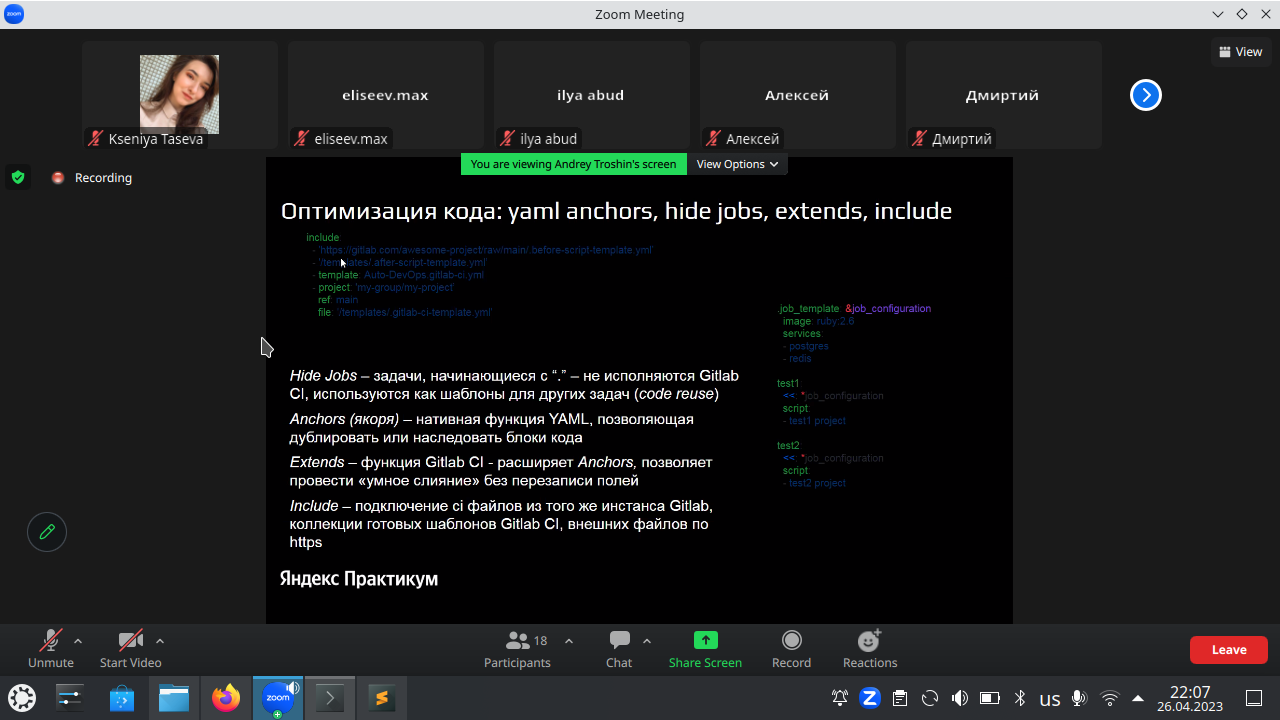 zoom
Zoom Meeting
View
eliseev.max
ilya abud
Алексей
Дмиртий
Kseniya Taseva
eliseev.max
ilya abud
Алексей
Дмиртий
You are viewing Andrey Troshin's screen
View Options
Recording
Оптимизация кода: yaml anchors, hide jobs, extends, include
include:
- 'https://gitlab.com/awesome-project/raw/main/.before-script-template.yml'
- '/templates/.after-script-template.yml'
- template: Auto-DevOps.gitlab-ci.yml
- project: 'my-group/my-project'
ref: main
file: '/templates/.gitlab-ci-template.yml'
.job_template: &job_configuration
image: ruby:2.6
services:
- postgres
- redis
test1:
<<: *job_configuration
script:
- test1 project
test2:
<<: *job_configuration
script:
- test2 project
Hide Jobs – задачи, начинающиеся с “.” – не исполняются Gitlab
CI, используются как шаблоны для других задач (code reuse)
Anchors (якоря) – нативная функция YAML, позволяющая
дублировать или наследовать блоки кода
Extends – функция Gitlab CI - расширяет Anchors, позволяет
провести «умное слияние» без перезаписи полей
Include – подключение ci файлов из того же инстанса Gitlab,
коллекции готовых шаблонов Gitlab CI, внешних файлов по
https
Яндекс Практикум
Unmute
Start Video
18
Participants
Chat
Share Screen
Record
Reactions
Leave
zoom
us
22:07
26.04.2023